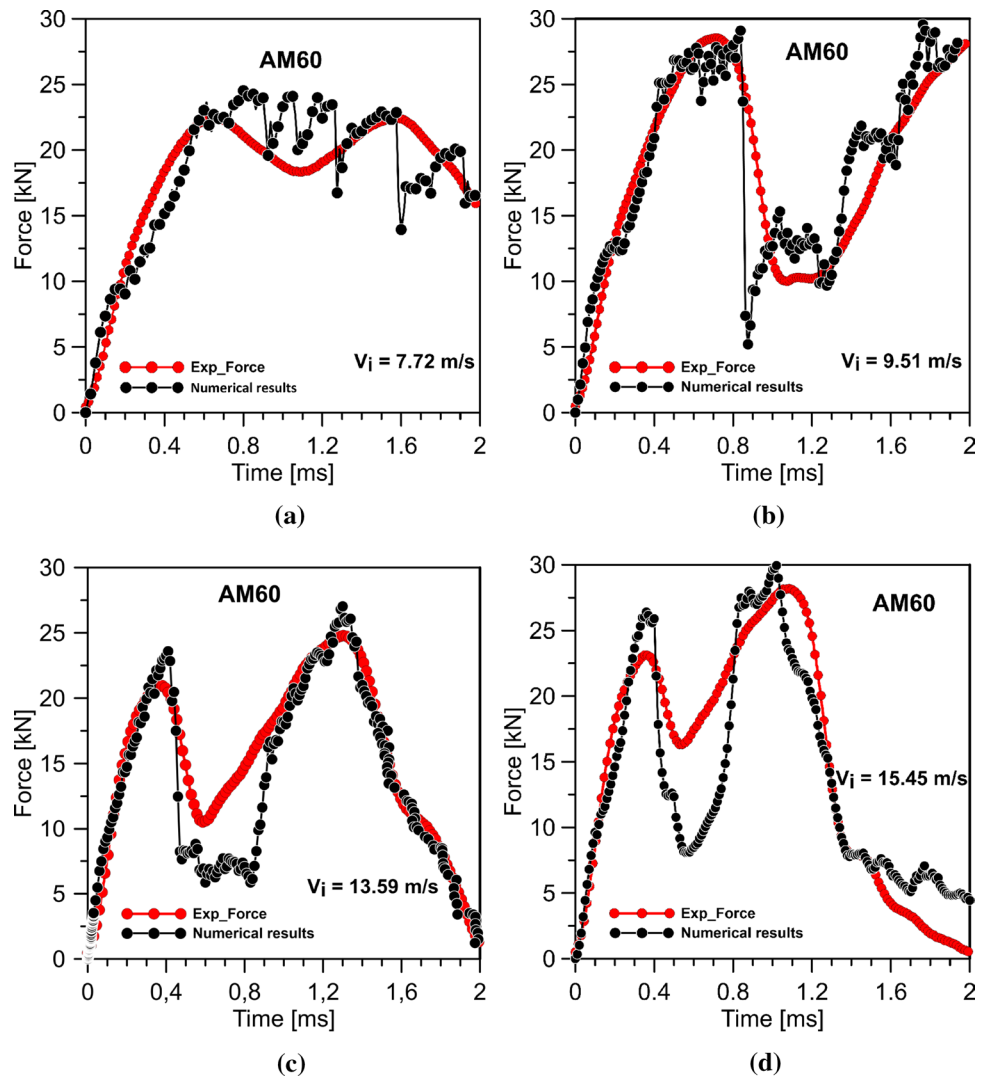 AM60
Force [kN]
30
25
20
15
10
5
0
Vi = 7.72 m/s
Exp_Force
Numerical results
0 0.4 0.8 1.2 1.6 2
Time [ms]
(a)
AM60
Force [kN]
30
25
20
15
10
5
0
Vi = 9.51 m/s
Exp_Force
Numerical results
0 0.4 0.8 1.2 1.6 2
Time [ms]
(b)
AM60
Force [kN]
30
25
20
15
10
5
0
Vi = 13.59 m/s
Exp_Force
Numerical results
0 0,4 0,8 1,2 1,6 2
Time [ms]
(c)
AM60
Force [kN]
30
25
20
15
10
5
0
Vi = 15.45 m/s
Exp_Force
Numerical results
0 0.4 0.8 1.2 1.6 2
Time [ms]
(d)